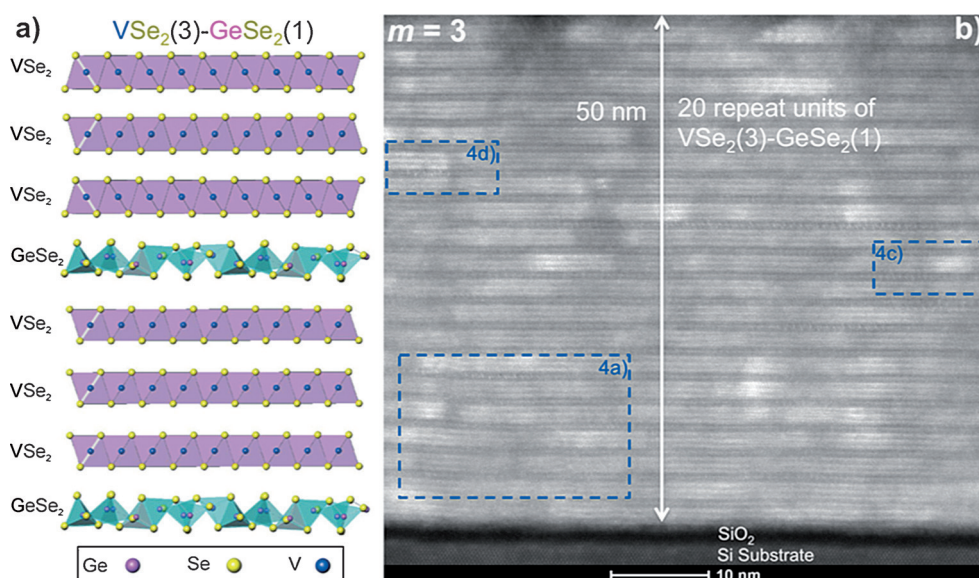 a)
VSe₂(3)-GeSe₂(1)
VSe₂
VSe₂
VSe₂
GeSe₂
VSe₂
VSe₂
VSe₂
GeSe₂
Ge Se V
m = 3
b)
50 nm
20 repeat units of
VSe₂(3)-GeSe₂(1)
4d)
4c)
4a)
SiO₂
Si Substrate
10 nm